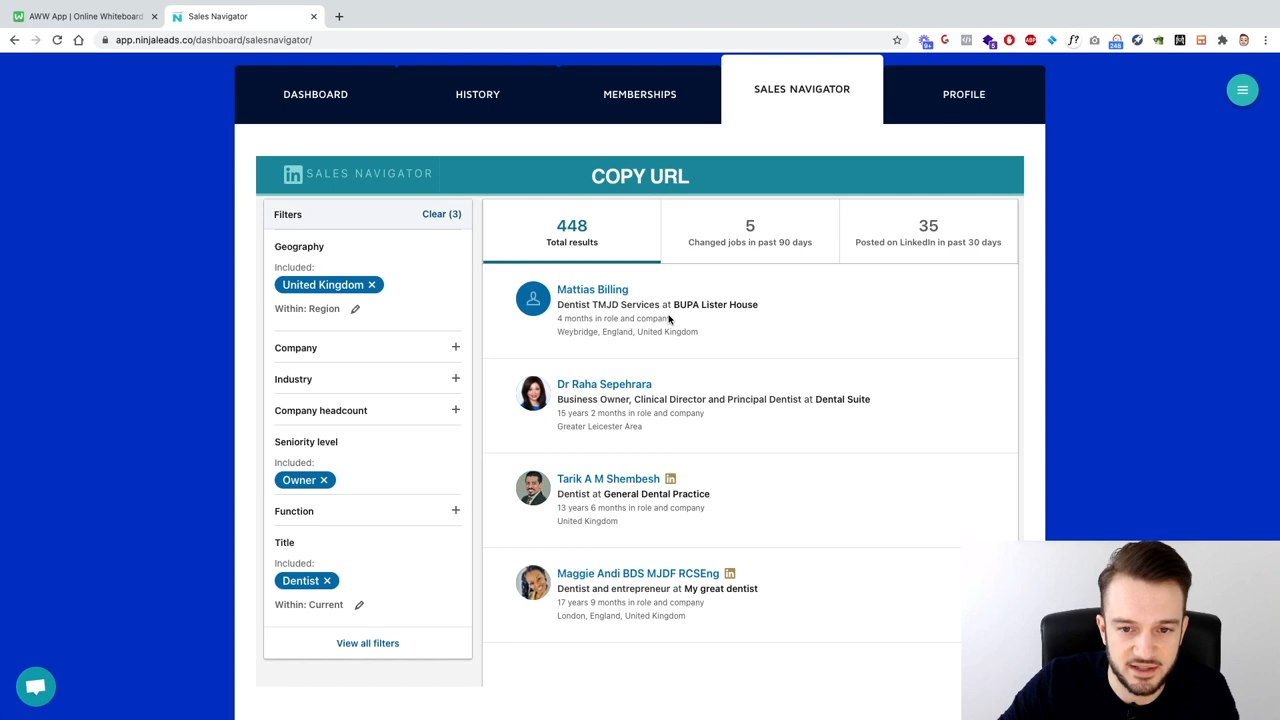 AWW App | Online Whiteboard
Sales Navigator
app.ninjaleads.co/dashboard/salesnavigator/
DASHBOARD
HISTORY
MEMBERSHIPS
SALES NAVIGATOR
PROFILE
in SALES NAVIGATOR
COPY URL
Filters
Clear (3)
Geography
Included:
United Kingdom
Within: Region
Company
Industry
Company headcount
Seniority level
Included:
Owner
Function
Title
Included:
Dentist
Within: Current
View all filters
448
Total results
5
Changed jobs in past 90 days
35
Posted on LinkedIn in past 30 days
Mattias Billing
Dentist TMJD Services at BUPA Lister House
4 months in role and company
Weybridge, England, United Kingdom
Dr Raha Sepehrara
Business Owner, Clinical Director and Principal Dentist at Dental Suite
15 years 2 months in role and company
Greater Leicester Area
Tarik A M Shembesh in
Dentist at General Dental Practice
13 years 6 months in role and company
United Kingdom
Maggie Andi BDS MJDF RCSEng in
Dentist and entrepreneur at My great dentist
17 years 9 months in role and company
London, England, United Kingdom